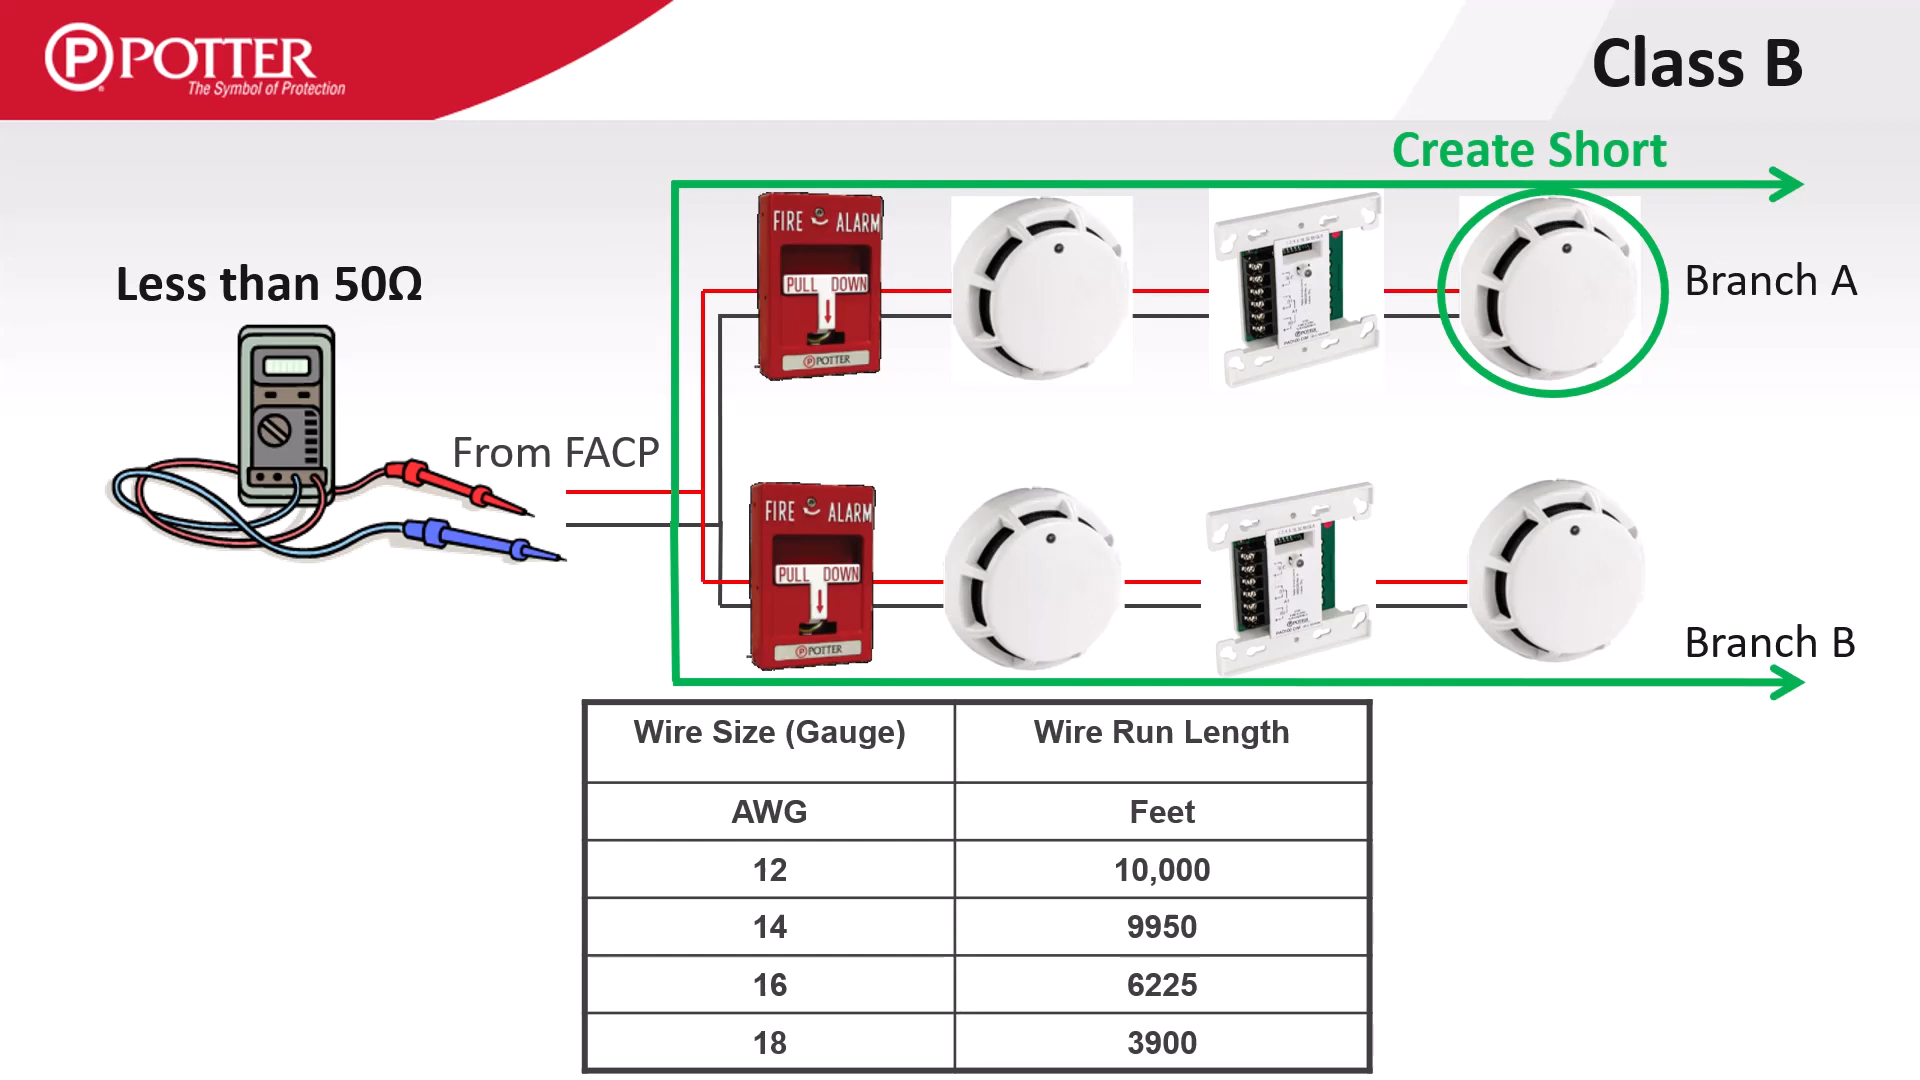 POTTER
The Symbol of Protection
Class B
Create Short
FIRE ALARM
PULL DOWN
POTTER
Less than 50Ω
Branch A
From FACP
FIRE ALARM
PULL DOWN
POTTER
Branch B
Wire Size (Gauge) Wire Run Length
AWG Feet
12 10,000
14 9950
16 6225
18 3900